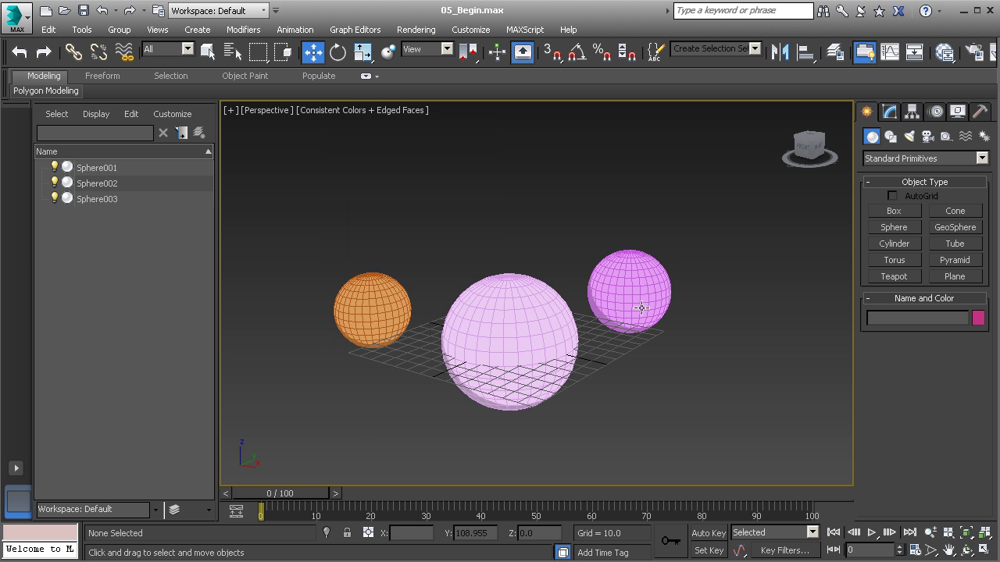 Workspace: Default
05_Begin.max
Type a keyword or phrase
MAX
Edit Tools Group Views Create Modifiers Animation Graph Editors Rendering Customize MAXScript Help
All
View
3
%
ABC
Create Selection Se
Modeling Freeform Selection Object Paint Populate
Polygon Modeling
Select Display Edit Customize
Name
Sphere001
Sphere002
Sphere003
[+] [Perspective ] [Consistent Colors + Edged Faces ]
FRONT
z
y
x
Standard Primitives
- Object Type
AutoGrid
Box Cone
Sphere GeoSphere
Cylinder Tube
Torus Pyramid
Teapot Plane
- Name and Color
< 0 / 100 >
Workspace: Default
0 10 20 30 40 50 60 70 80 90 100
None Selected
X: Y: 108.955 Z: 0.0 Grid = 10.0
Auto Key Selected
Welcome to M
Click and drag to select and move objects
Add Time Tag
Set Key Key Filters...
0